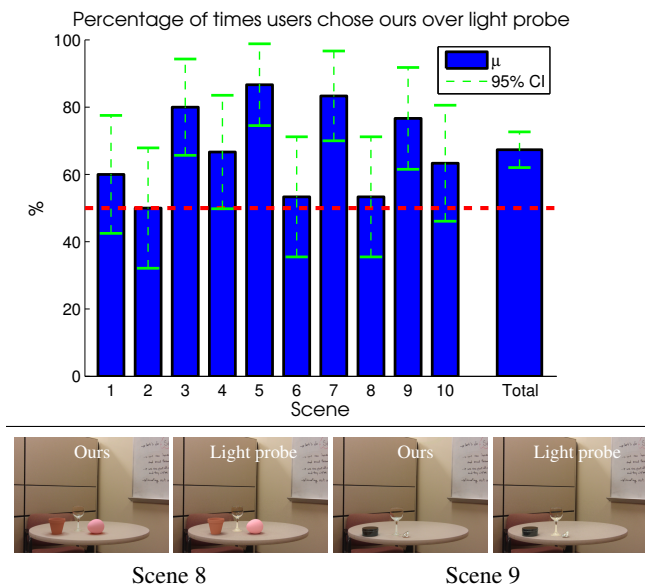 Percentage of times users chose ours over light probe
100
80
60
40
20
0
%
μ
95% CI
1 2 3 4 5 6 7 8 9 10 Total
Scene
Ours
Light probe
Ours
Light probe
Scene 8
Scene 9